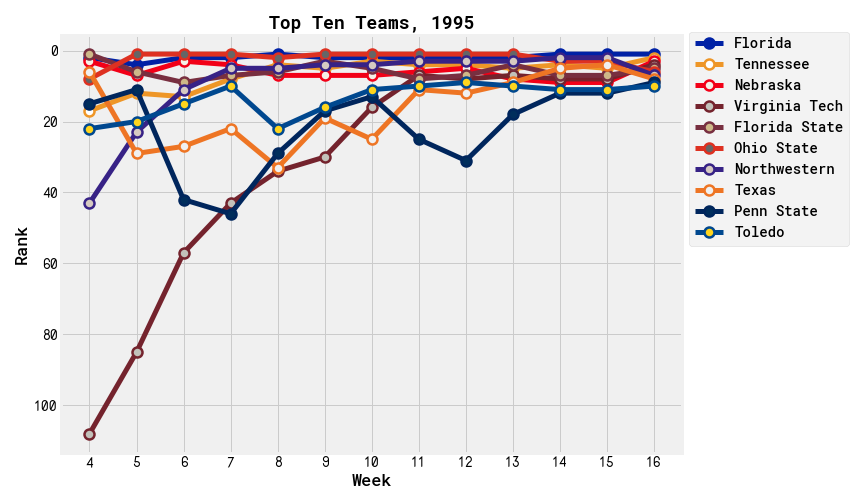 Top Ten Teams, 1995
Rank
0
20
40
60
80
100
4 5 6 7 8 9 10 11 12 13 14 15 16
Week
Florida
Tennessee
Nebraska
Virginia Tech
Florida State
Ohio State
Northwestern
Texas
Penn State
Toledo